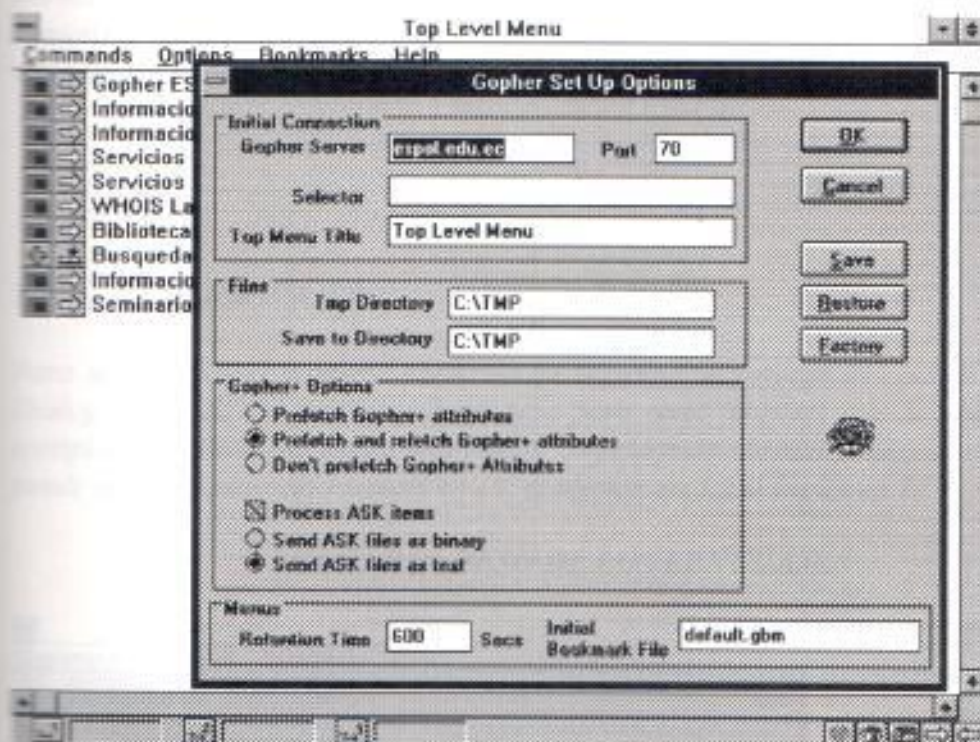 Top Level Menu
Commands Options Bookmarks Help
Gopher ES
Informacio
Informacio
Servicios
Servicios
WHOIS La
Biblioteca
Busqueda
Informacio
Seminario
Gopher Set Up Options
Initial Connection
Gopher Server espol.edu.ec Port 70
Selector
Top Menu Title Top Level Menu
Files
Tmp Directory C:\TMP
Save to Directory C:\TMP
Gopher+ Options
Prefetch Gopher+ attributes
Prefetch and refetch Gopher+ attributes
Don't prefetch Gopher+ Attributes
Process ASK items
Send ASK files as binary
Send ASK files as text
Menus
Retention Time 600 Secs Initial Bookmark File default.gbm
OK
Cancel
Save
Restore
Factory